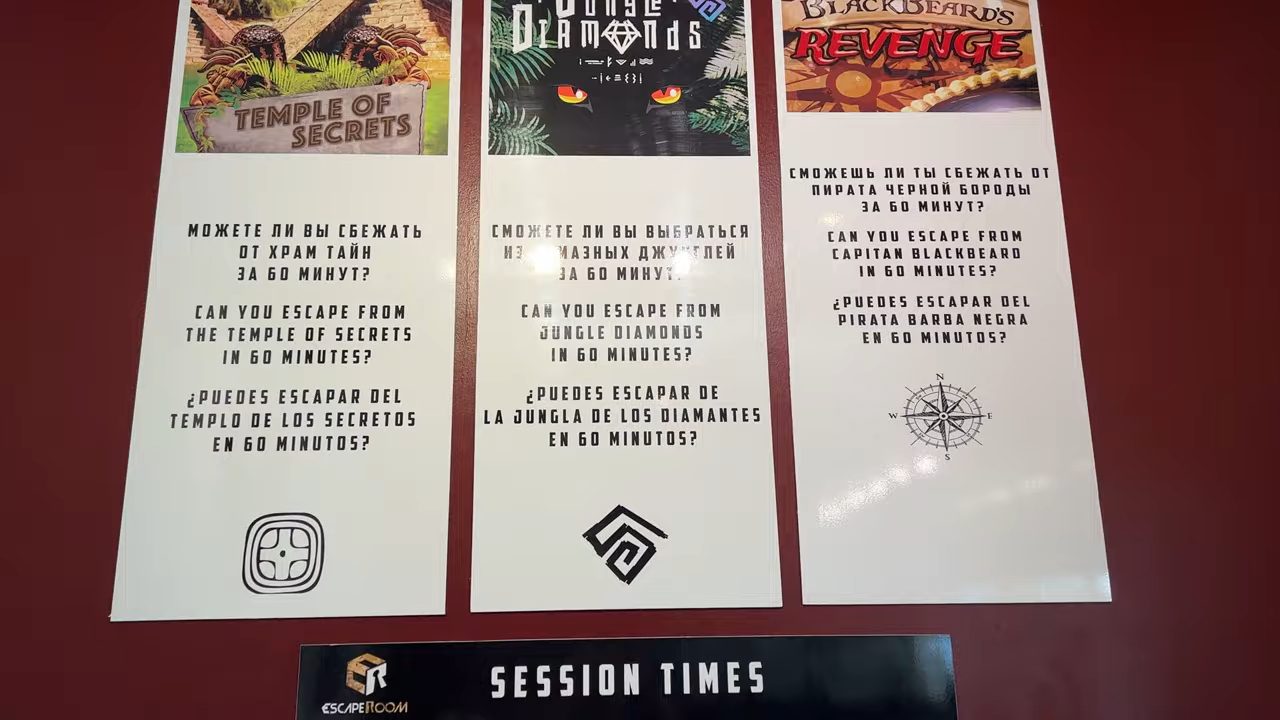 TEMPLE OF
SECRETS
МОЖЕТЕ ЛИ ВЫ СБЕЖАТЬ
ОТ ХРАМ ТАЙН
ЗА 60 МИНУТ?
CAN YOU ESCAPE FROM
THE TEMPLE OF SECRETS
IN 60 MINUTES?
¿PUEDES ESCAPAR DEL
TEMPLO DE LOS SECRETOS
EN 60 MINUTOS?
JUNGLE
DIAMONDS
СМОЖЕТЕ ЛИ ВЫ ВЫБРАТЬСЯ
ИЗ АЛМАЗНЫХ ДЖУНГЛЕЙ
ЗА 60 МИНУТ?
CAN YOU ESCAPE FROM
JUNGLE DIAMONDS
IN 60 MINUTES?
¿PUEDES ESCAPAR DE
LA JUNGLA DE LOS DIAMANTES
EN 60 MINUTOS?
BLACKBEARD'S
REVENGE
СМОЖЕШЬ ЛИ ТЫ СБЕЖАТЬ ОТ
ПИРАТА ЧЕРНОЙ БОРОДЫ
ЗА 60 МИНУТ?
CAN YOU ESCAPE FROM
CAPITAN BLACKBEARD
IN 60 MINUTES?
¿PUEDES ESCAPAR DEL
PIRATA BARBA NEGRA
EN 60 MINUTOS?
N
W E
S
ER
ESCAPEROOM
SESSION TIMES